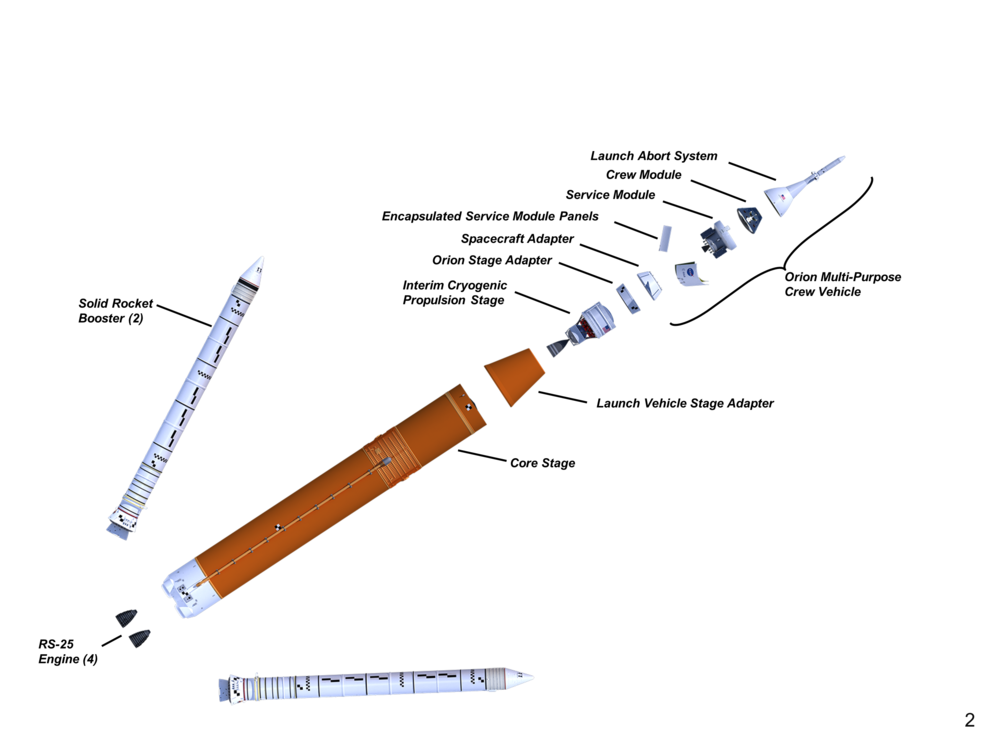 Launch Abort System
Crew Module
Service Module
Encapsulated Service Module Panels
Spacecraft Adapter
Orion Stage Adapter
Interim Cryogenic
Propulsion Stage
Orion Multi-Purpose
Crew Vehicle
Solid Rocket
Booster (2)
Launch Vehicle Stage Adapter
Core Stage
RS-25
Engine (4)
2